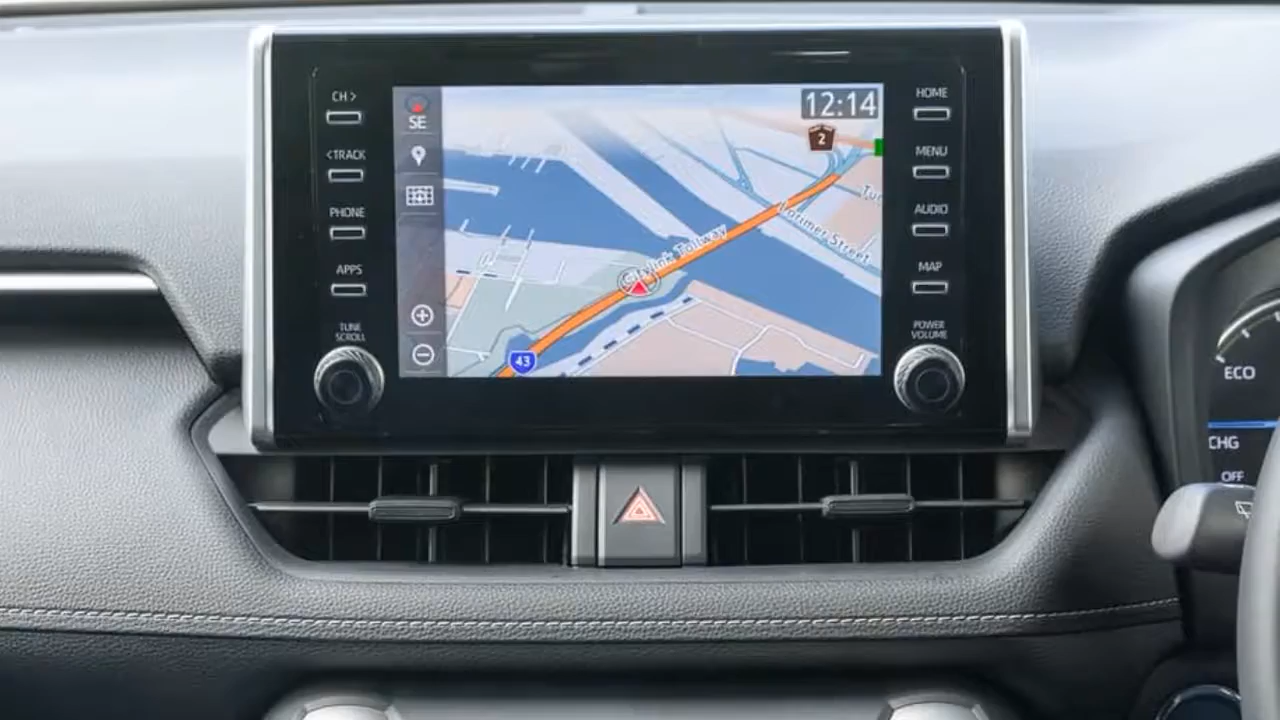 CH >
< TRACK
PHONE
APPS
TUNE
SCROLL
SE
12:14
2
Lorimer Street
CityLink Tollway
43
HOME
MENU
AUDIO
MAP
POWER
VOLUME
ECO
CHG
OFF